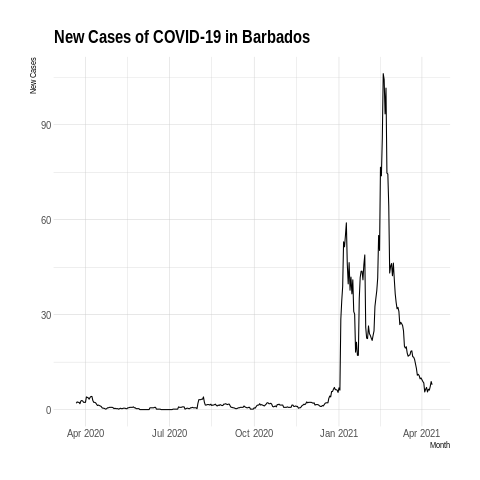 New Cases of COVID-19 in Barbados
New Cases
90
60
30
0
Apr 2020 Jul 2020 Oct 2020 Jan 2021 Apr 2021
Month